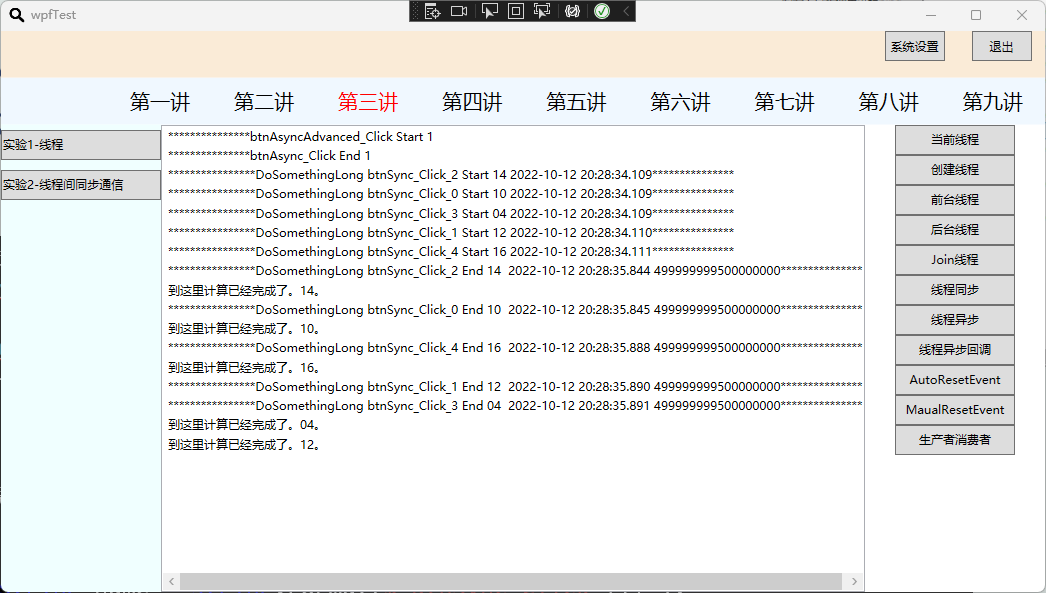 wpfTest
系统设置
退出
第一讲 第二讲 第三讲 第四讲 第五讲 第六讲 第七讲 第八讲 第九讲
实验1-线程
实验2-线程间同步通信
***************btnAsyncAdvanced_Click Start 1
***************btnAsync_Click End 1
****************DoSomethingLong btnSync_Click_2 Start 14 2022-10-12 20:28:34.109***************
****************DoSomethingLong btnSync_Click_0 Start 10 2022-10-12 20:28:34.109***************
****************DoSomethingLong btnSync_Click_3 Start 04 2022-10-12 20:28:34.109***************
****************DoSomethingLong btnSync_Click_1 Start 12 2022-10-12 20:28:34.110***************
****************DoSomethingLong btnSync_Click_4 Start 16 2022-10-12 20:28:34.111***************
****************DoSomethingLong btnSync_Click_2 End 14  2022-10-12 20:28:35.844 499999999500000000***************
到这里计算已经完成了。14。
****************DoSomethingLong btnSync_Click_0 End 10  2022-10-12 20:28:35.845 499999999500000000***************
到这里计算已经完成了。10。
****************DoSomethingLong btnSync_Click_4 End 16  2022-10-12 20:28:35.888 499999999500000000***************
到这里计算已经完成了。16。
****************DoSomethingLong btnSync_Click_1 End 12  2022-10-12 20:28:35.890 499999999500000000***************
****************DoSomethingLong btnSync_Click_3 End 04  2022-10-12 20:28:35.891 499999999500000000***************
到这里计算已经完成了。04。
到这里计算已经完成了。12。
当前线程
创建线程
前台线程
后台线程
Join线程
线程同步
线程异步
线程异步回调
AutoResetEvent
MaualResetEvent
生产者消费者